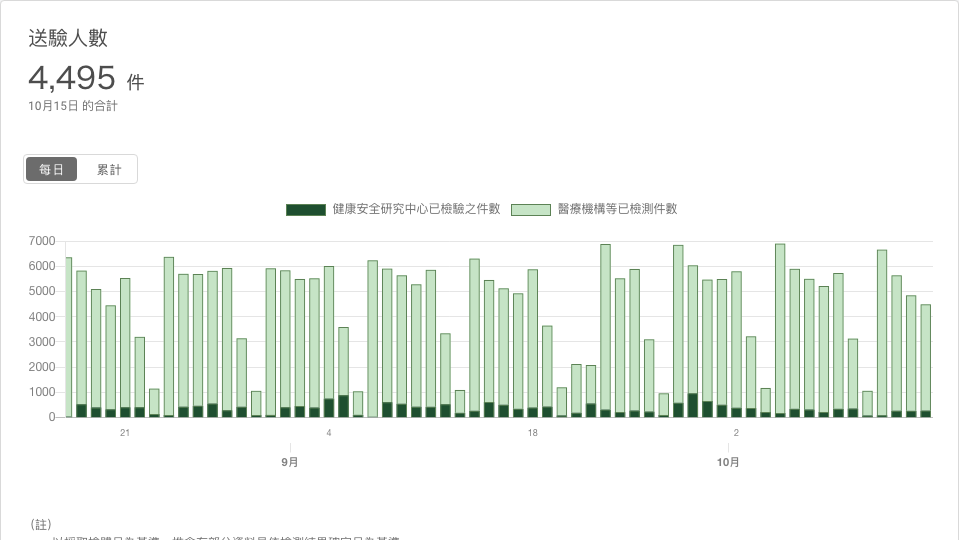 送驗人數
4,495 件
10月15日 的合計
每日 累計
健康安全研究中心已檢驗之件數 醫療機構等已檢測件數
7000
6000
5000
4000
3000
2000
1000
0
21 4 18 2
9月 10月
(註)